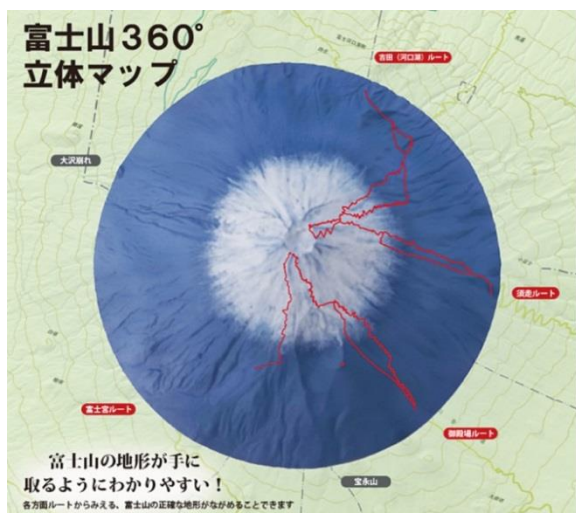 富士山360°
立体マップ
吉田（河口湖）ルート
大沢崩れ
須走ルート
富士宮ルート
御殿場ルート
宝永山
富士山の地形が手に
取るようにわかりやすい！
各方面ルートからみえる、富士山の正確な地形がながめることできます